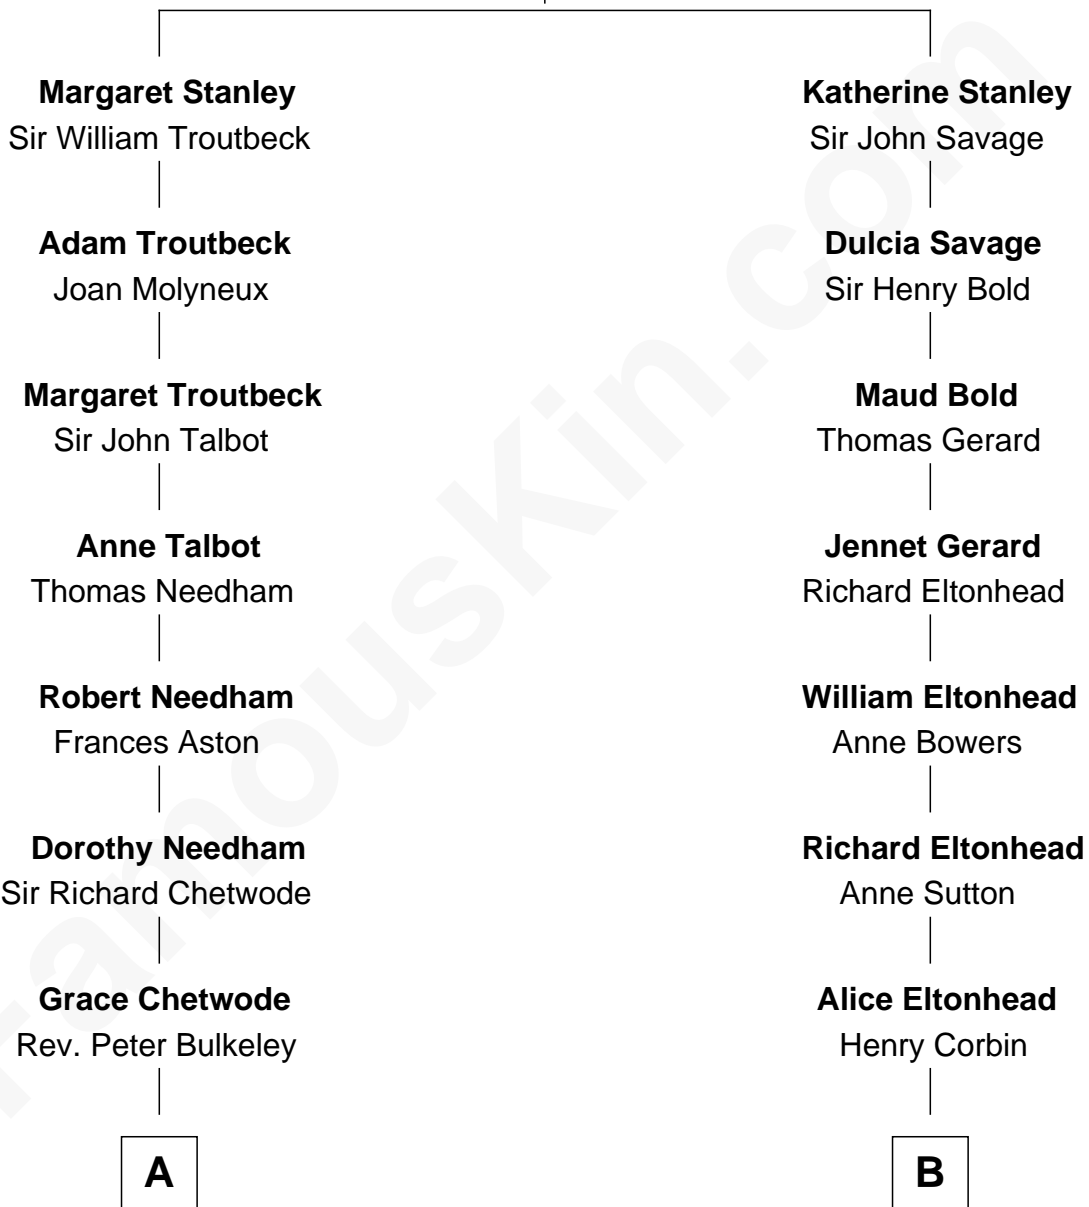 Margaret Stanley
Sir William Troutbeck
Adam Troutbeck
Joan Molyneux
Margaret Troutbeck
Sir John Talbot
Anne Talbot
Thomas Needham
Robert Needham
Frances Aston
Dorothy Needham
Sir Richard Chetwode
Grace Chetwode
Rev. Peter Bulkeley
A
Katherine Stanley
Sir John Savage
Dulcia Savage
Sir Henry Bold
Maud Bold
Thomas Gerard
Jennet Gerard
Richard Eltonhead
William Eltonhead
Anne Bowers
Richard Eltonhead
Anne Sutton
Alice Eltonhead
Henry Corbin
B
FamousKin.com